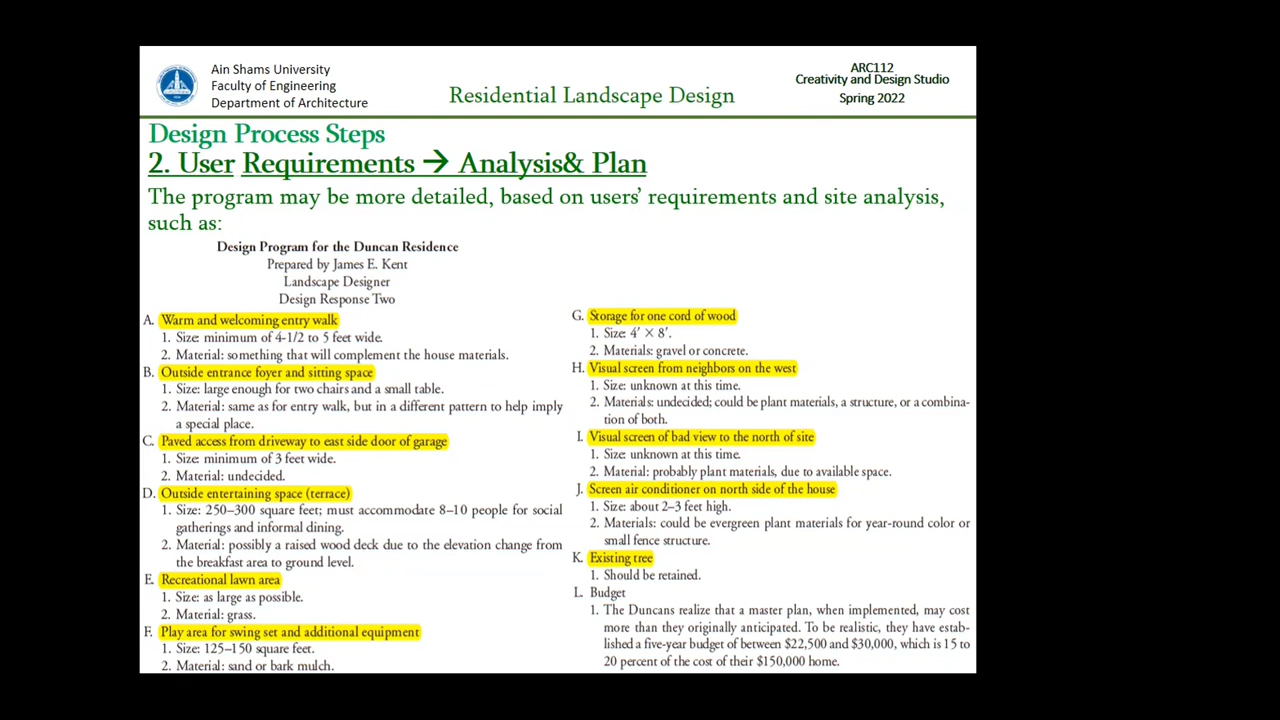 Ain Shams University
Faculty of Engineering
Department of Architecture
Residential Landscape Design
ARC112
Creativity and Design Studio
Spring 2022
Design Process Steps
2. User Requirements → Analysis& Plan
The program may be more detailed, based on users’ requirements and site analysis,
such as:
Design Program for the Duncan Residence
Prepared by James E. Kent
Landscape Designer
Design Response Two
A. Warm and welcoming entry walk
1. Size: minimum of 4-1/2 to 5 feet wide.
2. Material: something that will complement the house materials.
B. Outside entrance foyer and sitting space
1. Size: large enough for two chairs and a small table.
2. Material: same as for entry walk, but in a different pattern to help imply
a special place.
C. Paved access from driveway to east side door of garage
1. Size: minimum of 3 feet wide.
2. Material: undecided.
D. Outside entertaining space (terrace)
1. Size: 250–300 square feet; must accommodate 8–10 people for social
gatherings and informal dining.
2. Material: possibly a raised wood deck due to the elevation change from
the breakfast area to ground level.
E. Recreational lawn area
1. Size: as large as possible.
2. Material: grass.
F. Play area for swing set and additional equipment
1. Size: 125–150 square feet.
2. Material: sand or bark mulch.
G. Storage for one cord of wood
1. Size: 4′ × 8′.
2. Materials: gravel or concrete.
H. Visual screen from neighbors on the west
1. Size: unknown at this time.
2. Materials: undecided; could be plant materials, a structure, or a combina-
tion of both.
I. Visual screen of bad view to the north of site
1. Size: unknown at this time.
2. Material: probably plant materials, due to available space.
J. Screen air conditioner on north side of the house
1. Size: about 2–3 feet high.
2. Materials: could be evergreen plant materials for year-round color or
small fence structure.
K. Existing tree
1. Should be retained.
L. Budget
1. The Duncans realize that a master plan, when implemented, may cost
more than they originally anticipated. To be realistic, they have estab-
lished a five-year budget of between $22,500 and $30,000, which is 15 to
20 percent of the cost of their $150,000 home.